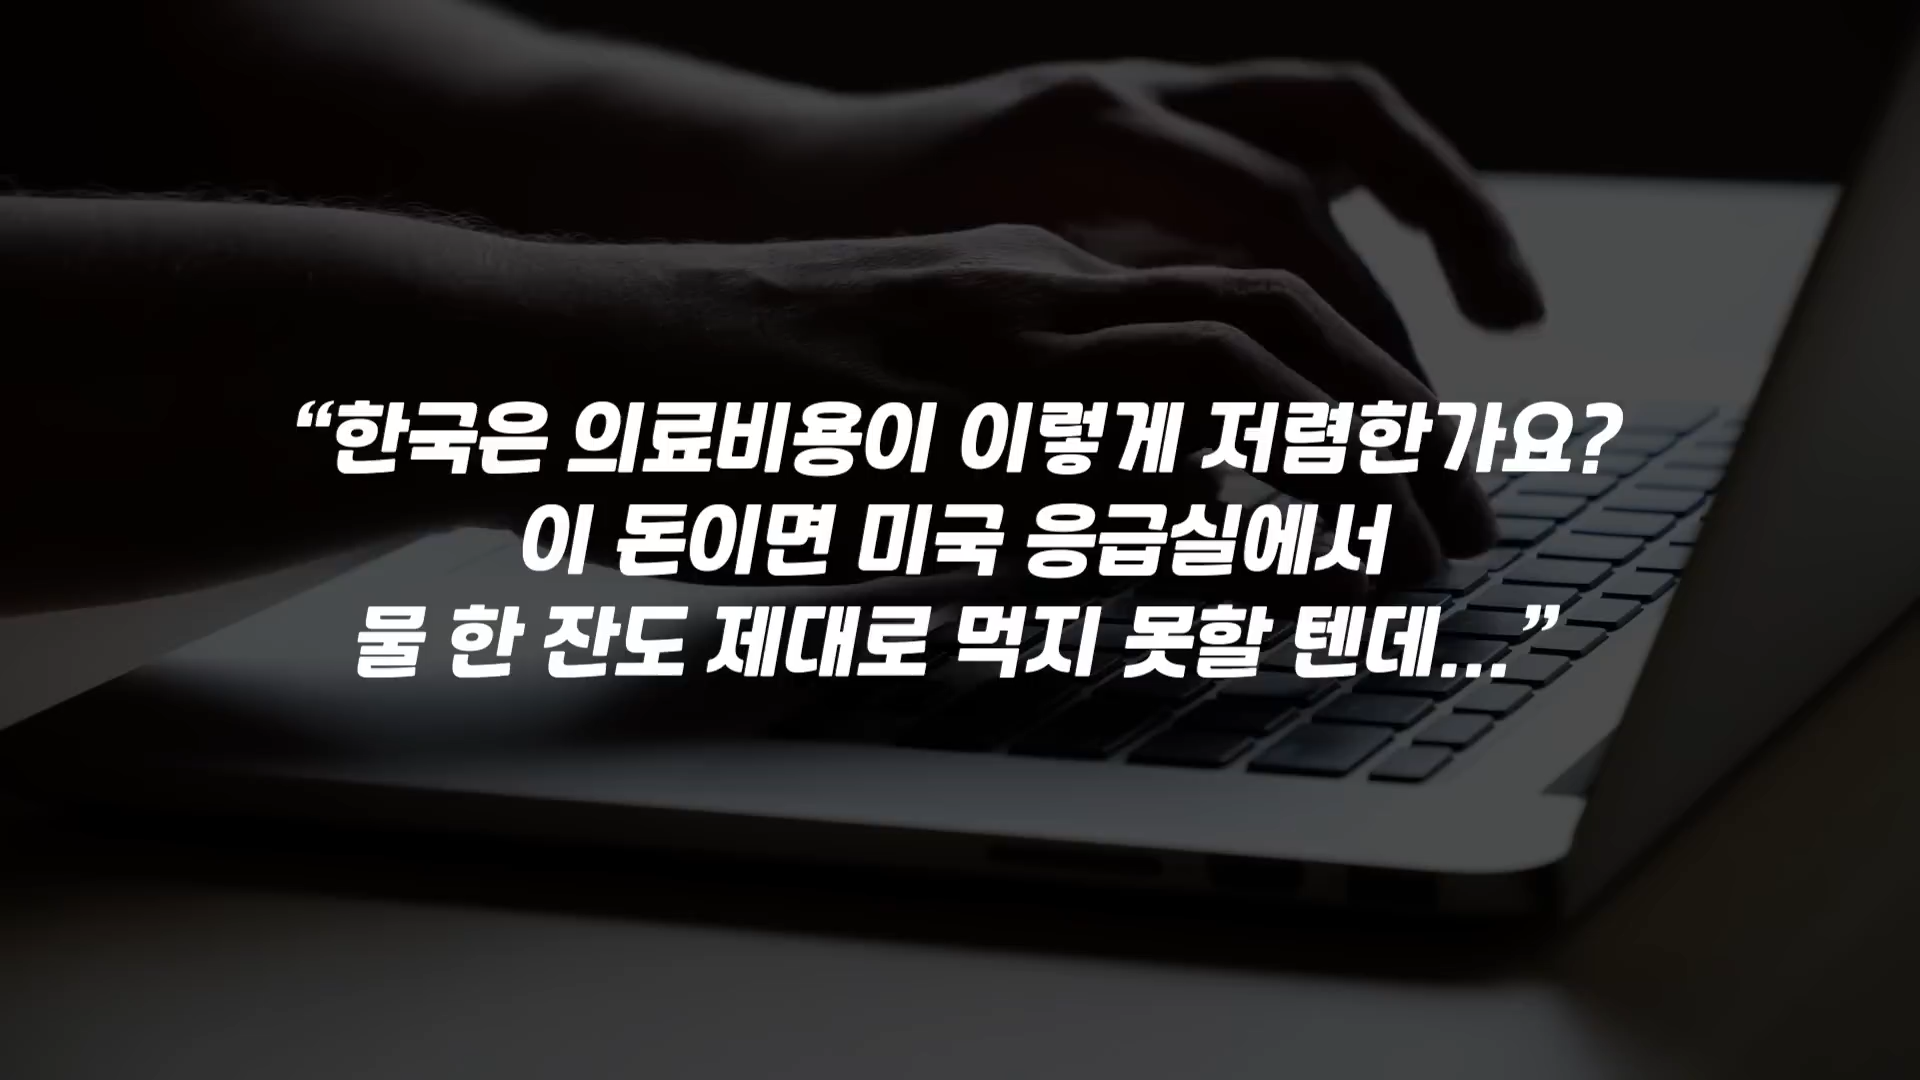 “한국은 의료비용이 이렇게 저렴한가요?
이 돈이면 미국 응급실에서
물 한 잔도 제대로 먹지 못할 텐데...”